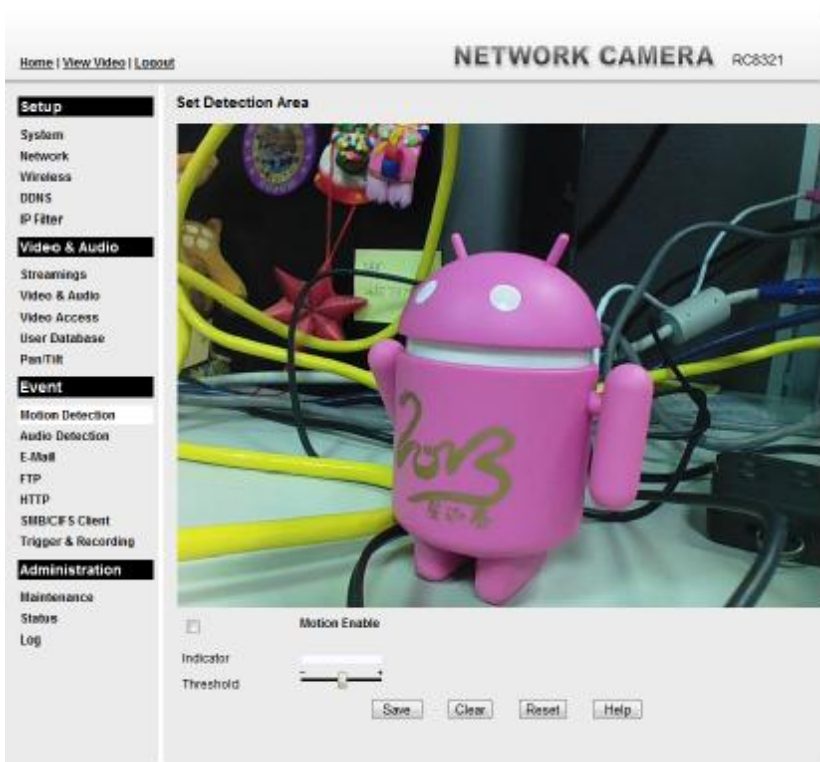 Home | View Video | Logout
NETWORK CAMERA RC8321
Setup
System
Network
Wireless
DDNS
IP Filter
Video & Audio
Streamings
Video & Audio
Video Access
User Database
Pan/Tilt
Event
Motion Detection
Audio Detection
E-Mail
FTP
HTTP
SMB/CIFS Client
Trigger & Recording
Administration
Maintenance
Status
Log
Set Detection Area
Motion Enable
Indicator
Threshold
- +
Save
Clear
Reset
Help